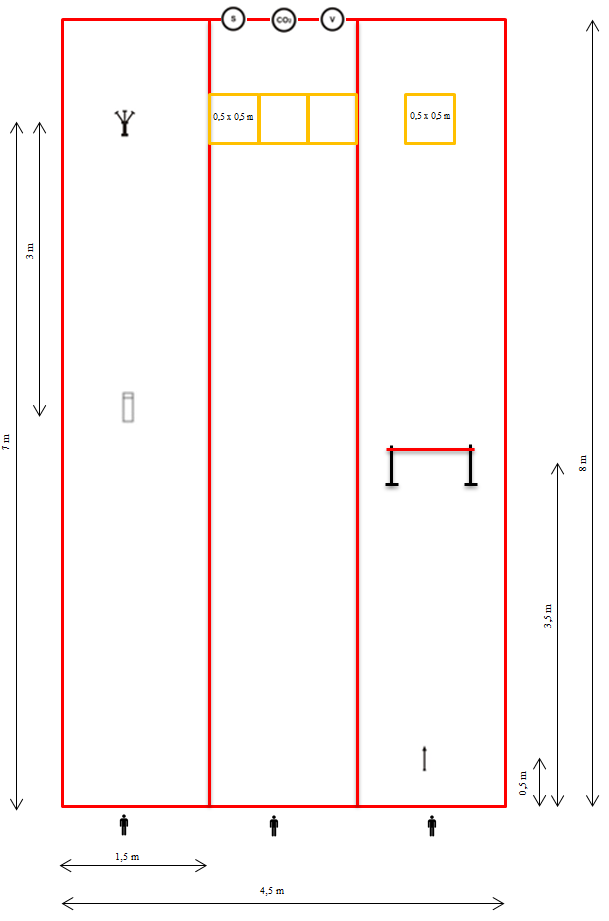 S CO₂ V
0,5 x 0,5 m
0,5 x 0,5 m
3 m
7 m
8 m
3,5 m
0,5 m
1,5 m
4,5 m